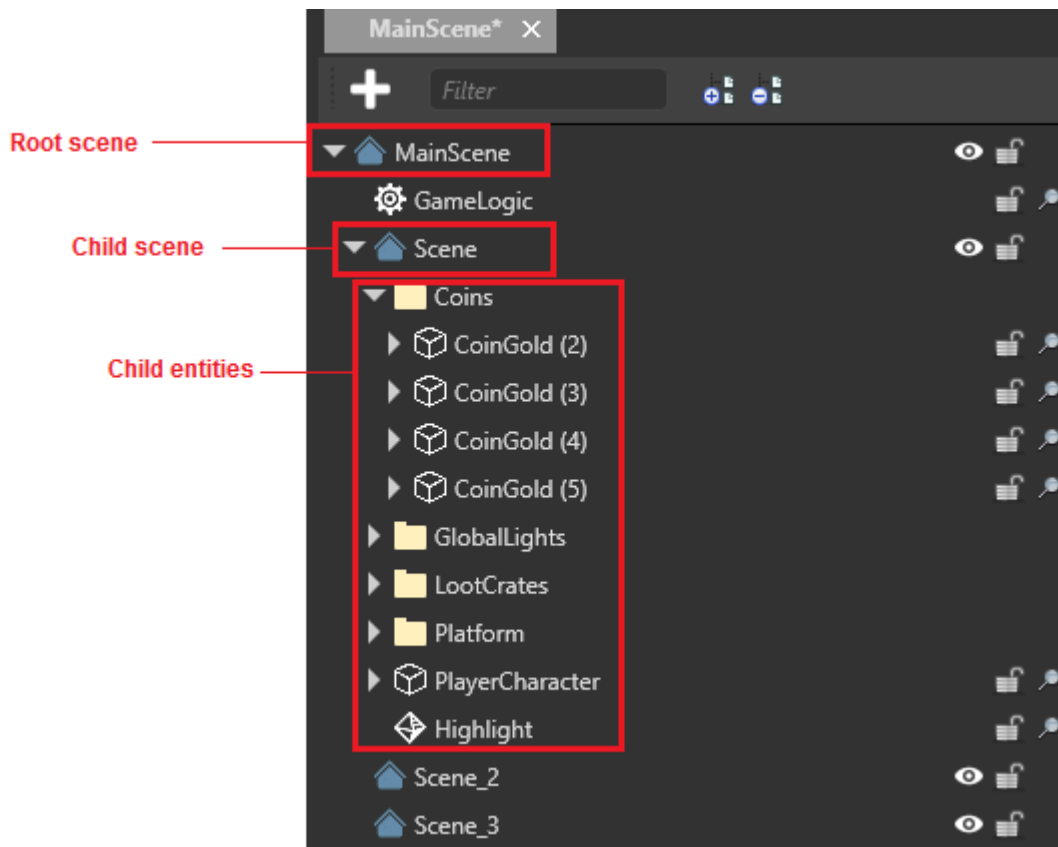 MainScene*
Filter
Root scene
MainScene
GameLogic
Child scene
Scene
Coins
CoinGold (2)
Child entities
CoinGold (3)
CoinGold (4)
CoinGold (5)
GlobalLights
LootCrates
Platform
PlayerCharacter
Highlight
Scene_2
Scene_3